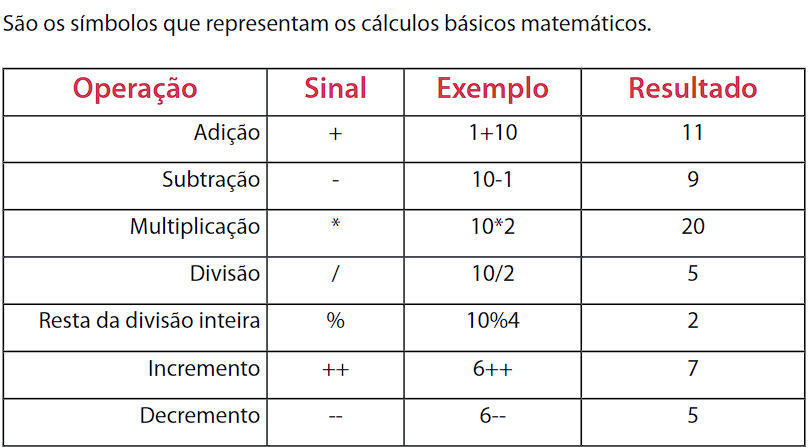 São os símbolos que representam os cálculos básicos matemáticos.
Operação Sinal Exemplo Resultado
Adição + 1+10 11
Subtração - 10-1 9
Multiplicação * 10*2 20
Divisão / 10/2 5
Resta da divisão inteira % 10%4 2
Incremento ++ 6++ 7
Decremento -- 6-- 5